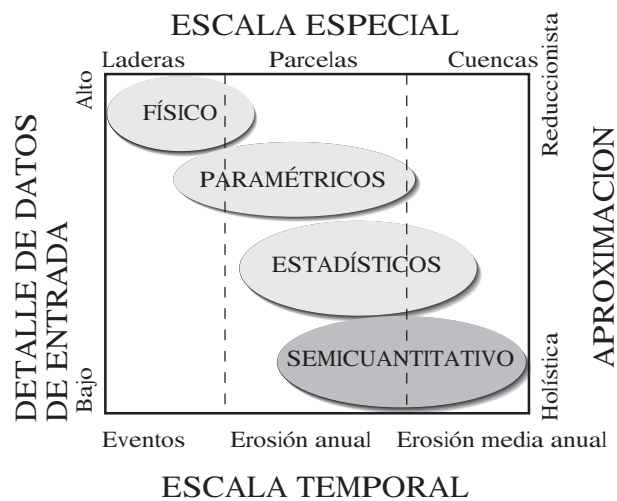 ESCALA ESPECIAL
Laderas Parcelas Cuencas
Alto
Reduccionista
FÍSICO
PARAMÉTRICOS
DETALLE DE DATOS
DE ENTRADA
APROXIMACION
ESTADÍSTICOS
SEMICUANTITATIVO
Bajo
Holística
Eventos Erosión anual Erosión media anual
ESCALA TEMPORAL